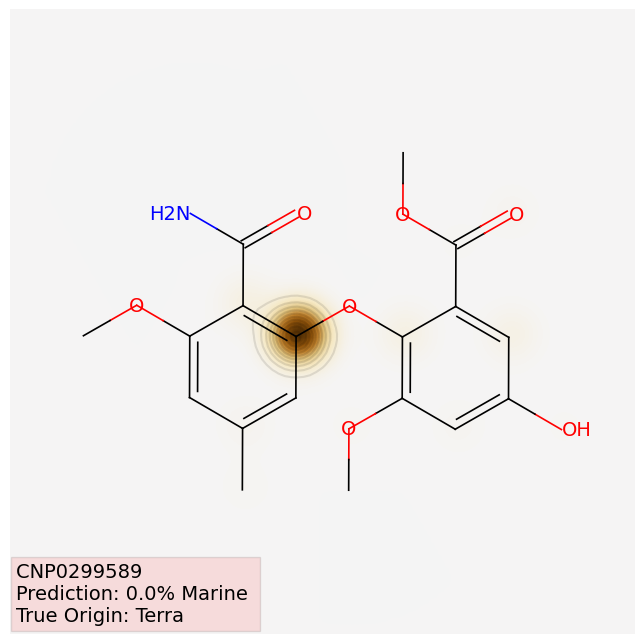 H2N
O
O
O
O
O
O
OH
CNP0299589
Prediction: 0.0% Marine
True Origin: Terra